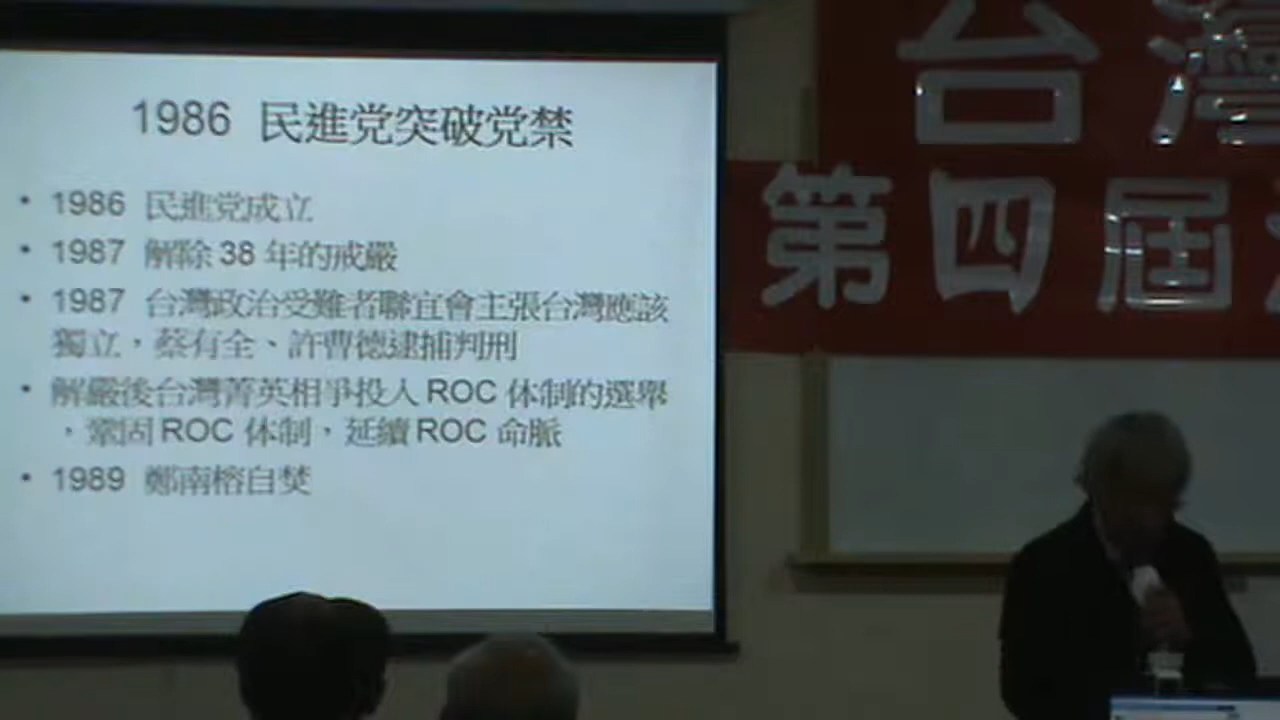 1986 民進党突破党禁
• 1986 民進党成立
• 1987 解除 38 年的戒嚴
• 1987 台灣政治受難者聯宜會主張台灣應該
獨立，蔡有全、許曹德逮捕判刑
• 解嚴後台灣菁英相爭投入 ROC 体制的選舉
，鞏固 ROC 体制，延續 ROC 命脈
• 1989 鄭南榕自焚
台灣
第四屆